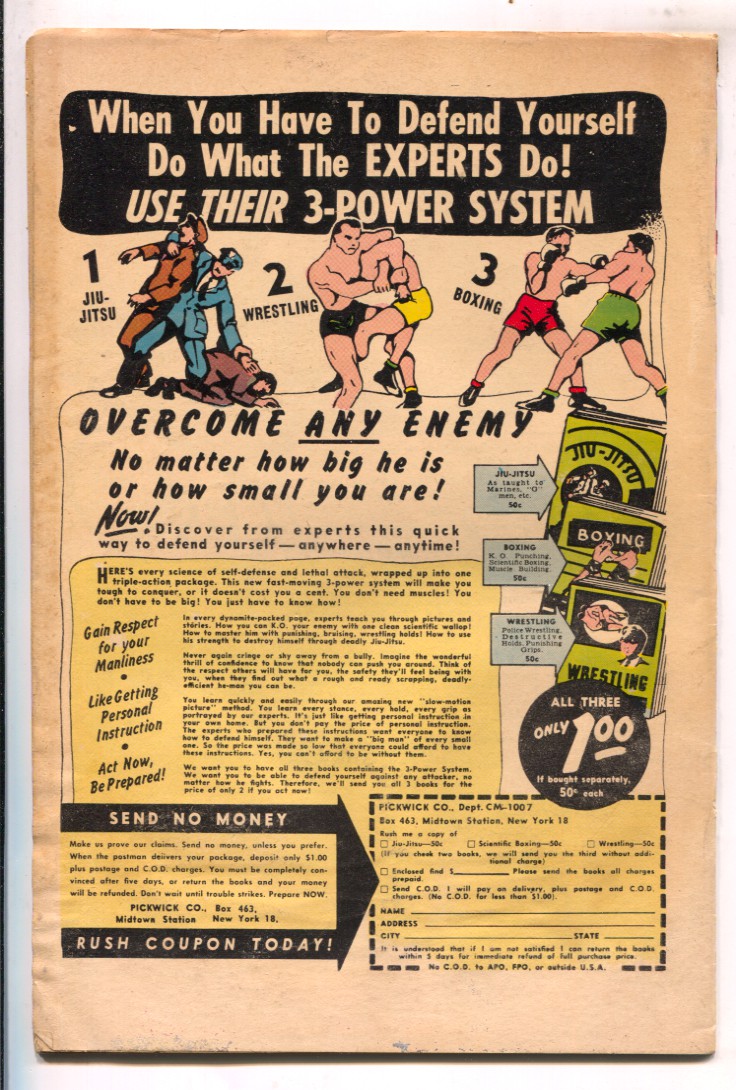 When You Have To Defend Yourself
Do What The EXPERTS Do!
USE THEIR 3-POWER SYSTEM
1
JIU-
JITSU
2
WRESTLING
3
BOXING
OVERCOME ANY ENEMY
No matter how big he is
or how small you are!
Now! Discover from experts this quick
way to defend yourself—anywhere—anytime!
JIU-JITSU
As taught to
Marines, "G"
men, etc.
50c
BOXING
K. O. Punching,
Scientific Boxing,
Muscle Building.
50c
WRESTLING
Police Wrestling,
Destructive
Holds, Punishing
Grips.
50c
JIU-JITSU
BOXING
WRESTLING
HERE'S every science of self-defense and lethal attack, wrapped up into one
triple-action package. This new fast-moving 3-power system will make you
tough to conquer, or it doesn't cost you a cent. You don't need muscles! You
don't have to be big! You just have to know how!
Gain Respect
for your
Manliness
•
Like Getting
Personal
Instruction
•
Act Now,
Be Prepared!
In every dynamite-packed page, experts teach you through pictures and
stories. How you can K.O. your enemy with one clean scientific wallop!
How to master him with punishing, bruising, wrestling holds! How to use
his strength to destroy himself through deadly Jiu-Jitsu.
Never again cringe or shy away from a bully. Imagine the wonderful
thrill of confidence to know that nobody can push you around. Think of
the respect others will have for you, the safety they'll feel being with
you, when they find out what a rough and ready scrapping, deadly-
efficient he-man you can be.
You learn quickly and easily through our amazing new "slow-motion
picture" method. You learn every stance, every hold, every grip as
portrayed by our experts. It's just like getting personal instruction in
your own home. But you don't pay the price of personal instruction.
The experts who prepared these instructions want everyone to know
how to defend himself. They want to make a "big man" of every small
one. So the price was made so low that everyone could afford to have
these instructions. Yes, you can't afford to be without them.
We want you to have all three books containing the 3-Power System.
We want you to be able to defend yourself against any attacker, no
matter how he fights. Therefore, we'll send you all 3 books for the
price of only 2 if you act now!
ALL THREE
ONLY 1.00
If bought separately,
50¢ each
SEND NO MONEY
Make us prove our claims. Send no money, unless you prefer.
When the postman delivers your package, deposit only $1.00
plus postage and C.O.D. charges. You must be completely con-
vinced after five days, or return the books and your money
will be refunded. Don't wait until trouble strikes. Prepare NOW.
PICKWICK CO., Box 463,
Midtown Station New York 18,
RUSH COUPON TODAY!
PICKWICK CO., Dept. CM-1007
Box 463, Midtown Station, New York 18
Rush me a copy of
☐ Jiu-Jitsu—50c ☐ Scientific Boxing—50c ☐ Wrestling—50c
(If you check two books, we will send you the third without addi-
tional charge)
☐ Enclosed find $ Please send the books all charges
prepaid.
☐ Send C.O.D. I will pay on delivery, plus postage and C.O.D.
charges. (No C.O.D. for less than $1.00).
NAME
ADDRESS
CITY STATE
It is understood that if I am not satisfied I can return the books
within 5 days for immediate refund of full purchase price.
No C.O.D. to APO, FPO, or outside U.S.A.